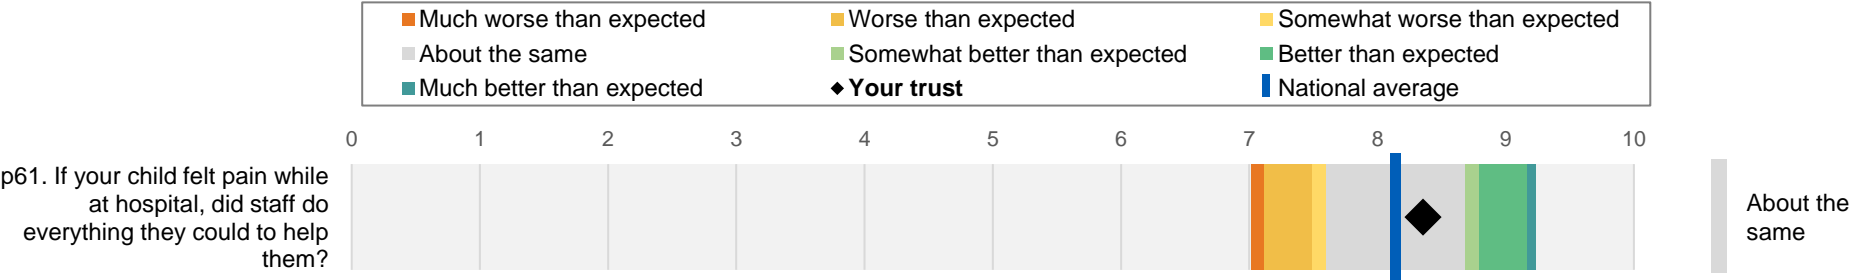 Much worse than expected Worse than expected Somewhat worse than expected
About the same Somewhat better than expected Better than expected
Much better than expected Your trust National average
0 1 2 3 4 5 6 7 8 9 10
p61. If your child felt pain while
at hospital, did staff do
everything they could to help
them?
About the
same